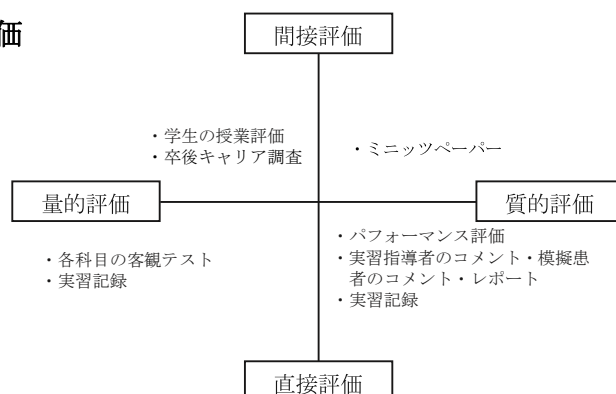 価
間接評価
・学生の授業評価
・卒後キャリア調査
・ミニッツペーパー
量的評価
質的評価
・各科目の客観テスト
・実習記録
・パフォーマンス評価
・実習指導者のコメント・模擬患
者のコメント・レポート
・実習記録
直接評価